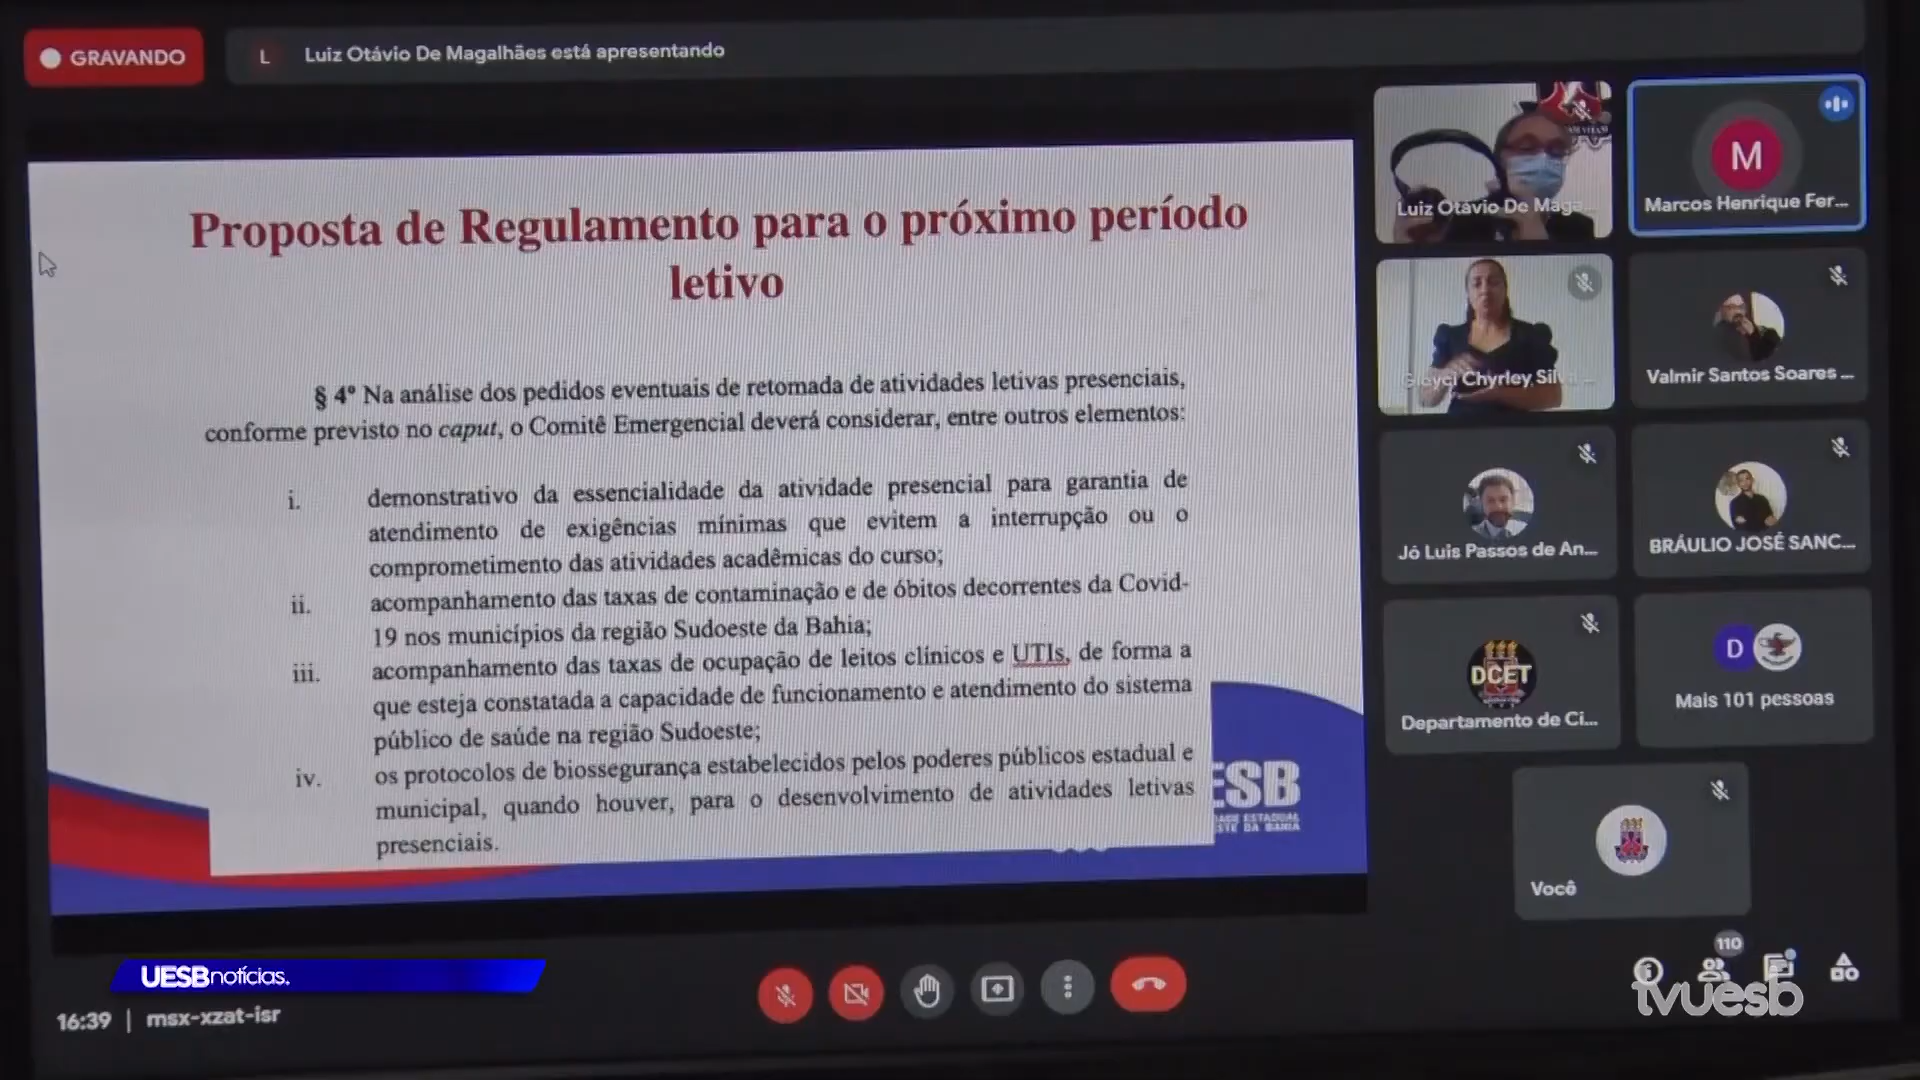 GRAVANDO
L Luiz Otávio De Magalhães está apresentando
Proposta de Regulamento para o próximo período
letivo
§ 4º Na análise dos pedidos eventuais de retomada de atividades letivas presenciais,
conforme previsto no caput, o Comitê Emergencial deverá considerar, entre outros elementos:
i. demonstrativo da essencialidade da atividade presencial para garantia de
atendimento de exigências mínimas que evitem a interrupção ou o
comprometimento das atividades acadêmicas do curso;
ii. acompanhamento das taxas de contaminação e de óbitos decorrentes da Covid-
19 nos municípios da região Sudoeste da Bahia;
iii. acompanhamento das taxas de ocupação de leitos clínicos e UTIs, de forma a
que esteja constatada a capacidade de funcionamento e atendimento do sistema
público de saúde na região Sudoeste;
iv. os protocolos de biossegurança estabelecidos pelos poderes públicos estadual e
municipal, quando houver, para o desenvolvimento de atividades letivas
presenciais.
ESB
DADE ESTADUAL
STE DA BAHIA
Luiz Otávio De Maga...
M
Marcos Henrique Fer...
Chyrley Silv...
Valmir Santos Soares ...
Jó Luis Passos de An...
BRÁULIO JOSÉ SANC...
DCET
Departamento de Ci...
D
Mais 101 pessoas
Você
110
UESBnotícias.
16:39 | msx-xzat-isr
tvuesb